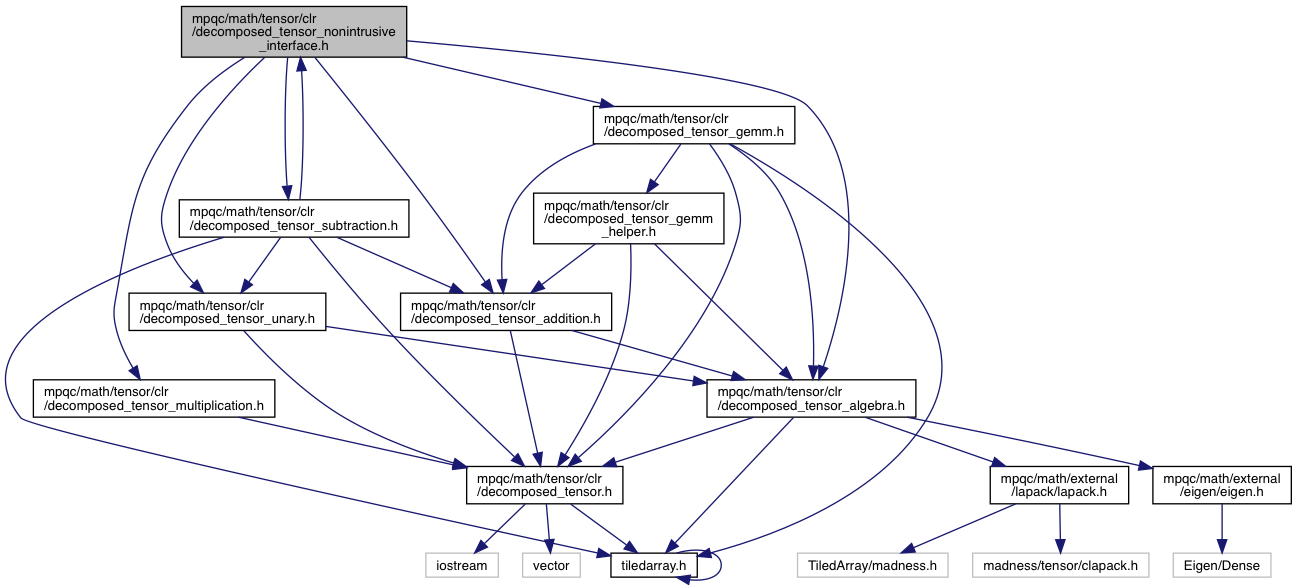 mpqc/math/tensor/clr
/decomposed_tensor_nonintrusive
_interface.h
mpqc/math/tensor/clr
/decomposed_tensor_gemm.h
mpqc/math/tensor/clr
/decomposed_tensor_subtraction.h
mpqc/math/tensor/clr
/decomposed_tensor_gemm
_helper.h
mpqc/math/tensor/clr
/decomposed_tensor_unary.h
mpqc/math/tensor/clr
/decomposed_tensor_addition.h
mpqc/math/tensor/clr
/decomposed_tensor_multiplication.h
mpqc/math/tensor/clr
/decomposed_tensor_algebra.h
mpqc/math/tensor/clr
/decomposed_tensor.h
mpqc/math/external
/lapack/lapack.h
mpqc/math/external
/eigen/eigen.h
iostream
vector
tiledarray.h
TiledArray/madness.h
madness/tensor/clapack.h
Eigen/Dense